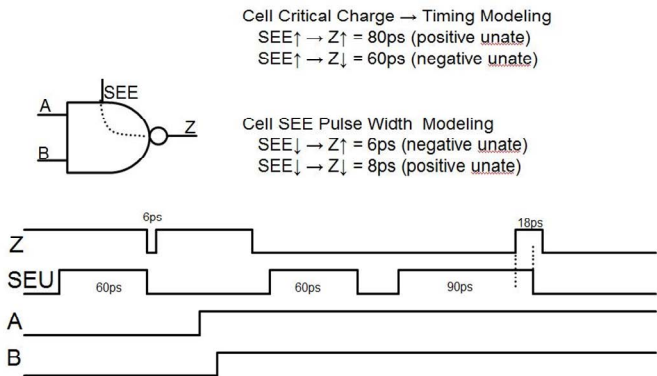 Cell Critical Charge → Timing Modeling
SEE↑ → Z↑ = 80ps (positive unate)
SEE↑ → Z↓ = 60ps (negative unate)
SEE
A
Z
B
Cell SEE Pulse Width Modeling
SEE↓ → Z↑ = 6ps (negative unate)
SEE↓ → Z↓ = 8ps (positive unate)
6ps
18ps
Z
SEU
60ps
60ps
90ps
A
B